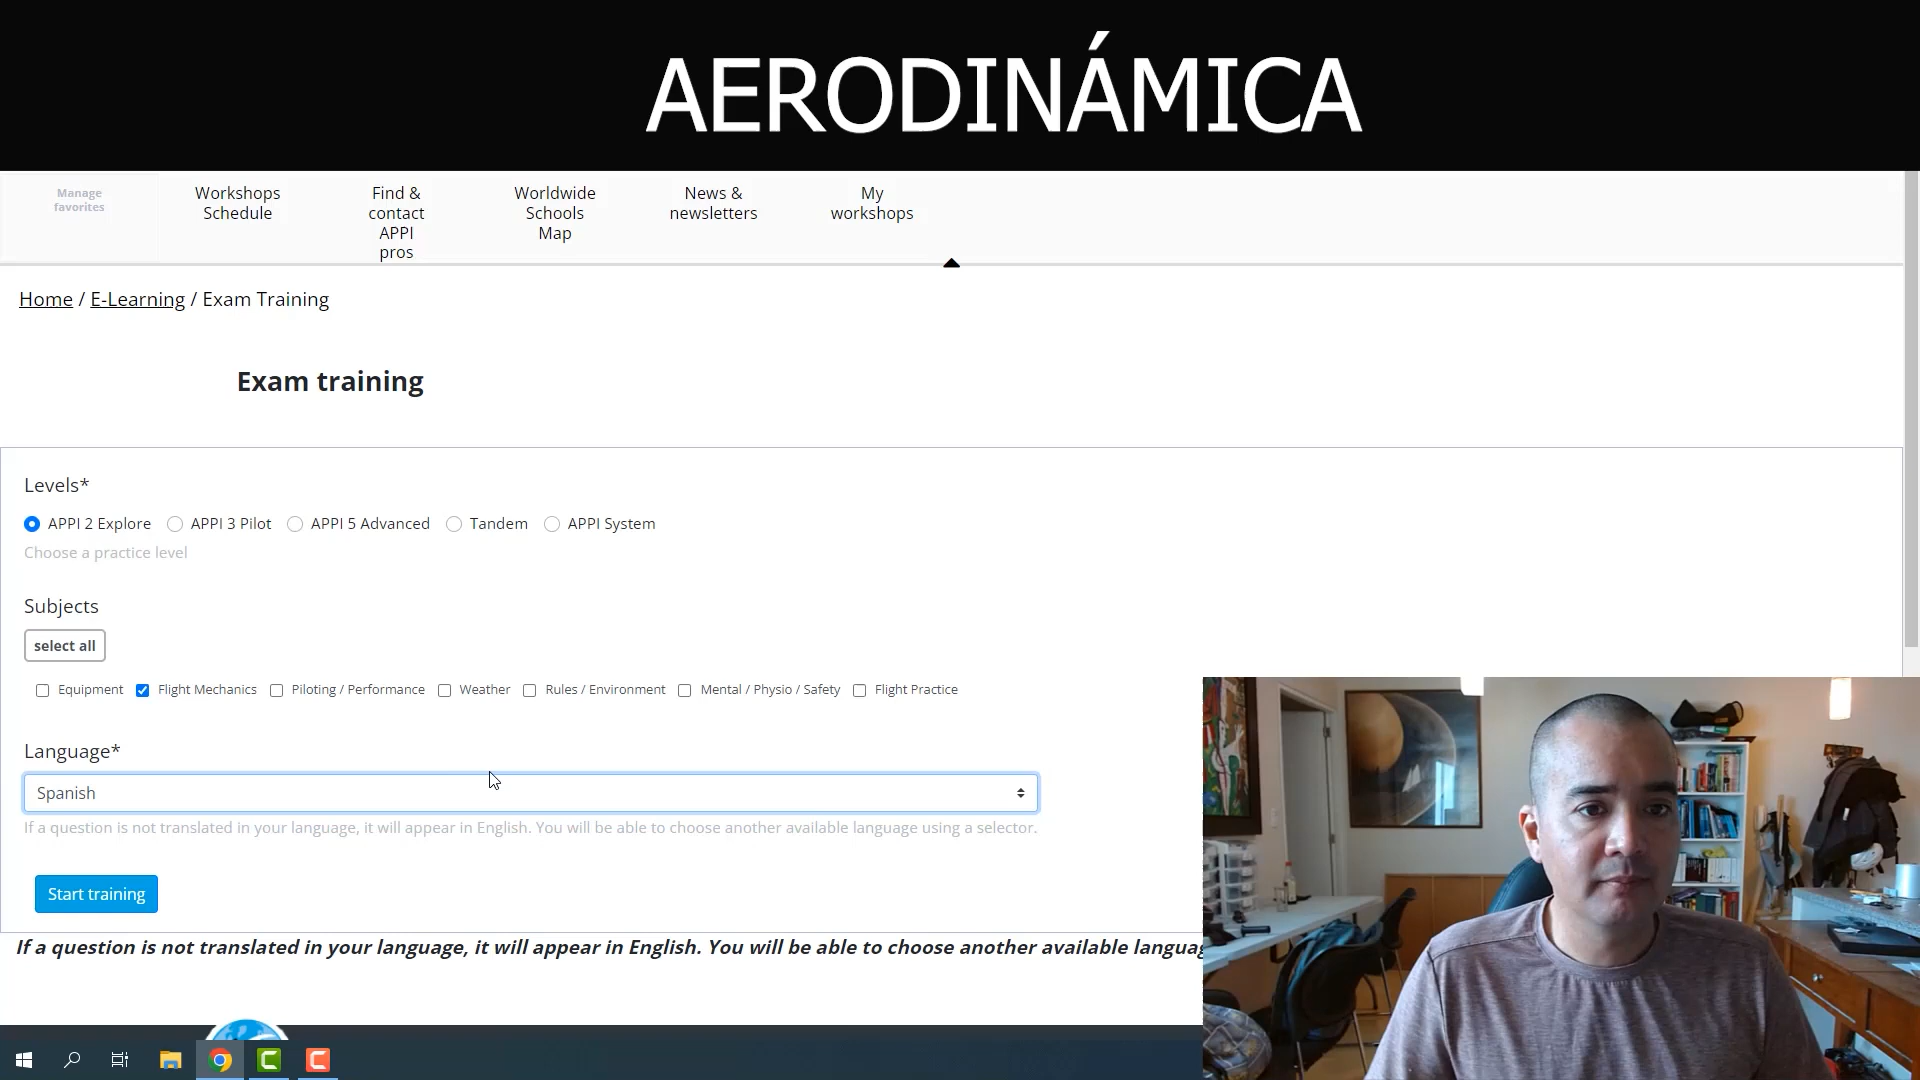 AERODINÁMICA
Manage
favorites
Workshops
Schedule
Find &
contact
APPI
pros
Worldwide
Schools
Map
News &
newsletters
My
workshops
Home / E-Learning / Exam Training
Exam training
Levels*
APPI 2 Explore APPI 3 Pilot APPI 5 Advanced Tandem APPI System
Choose a practice level
Subjects
select all
Equipment Flight Mechanics Piloting / Performance Weather Rules / Environment Mental / Physio / Safety Flight Practice
Language*
Spanish
If a question is not translated in your language, it will appear in English. You will be able to choose another available language using a selector.
Start training
If a question is not translated in your language, it will appear in English. You will be able to choose another available languag